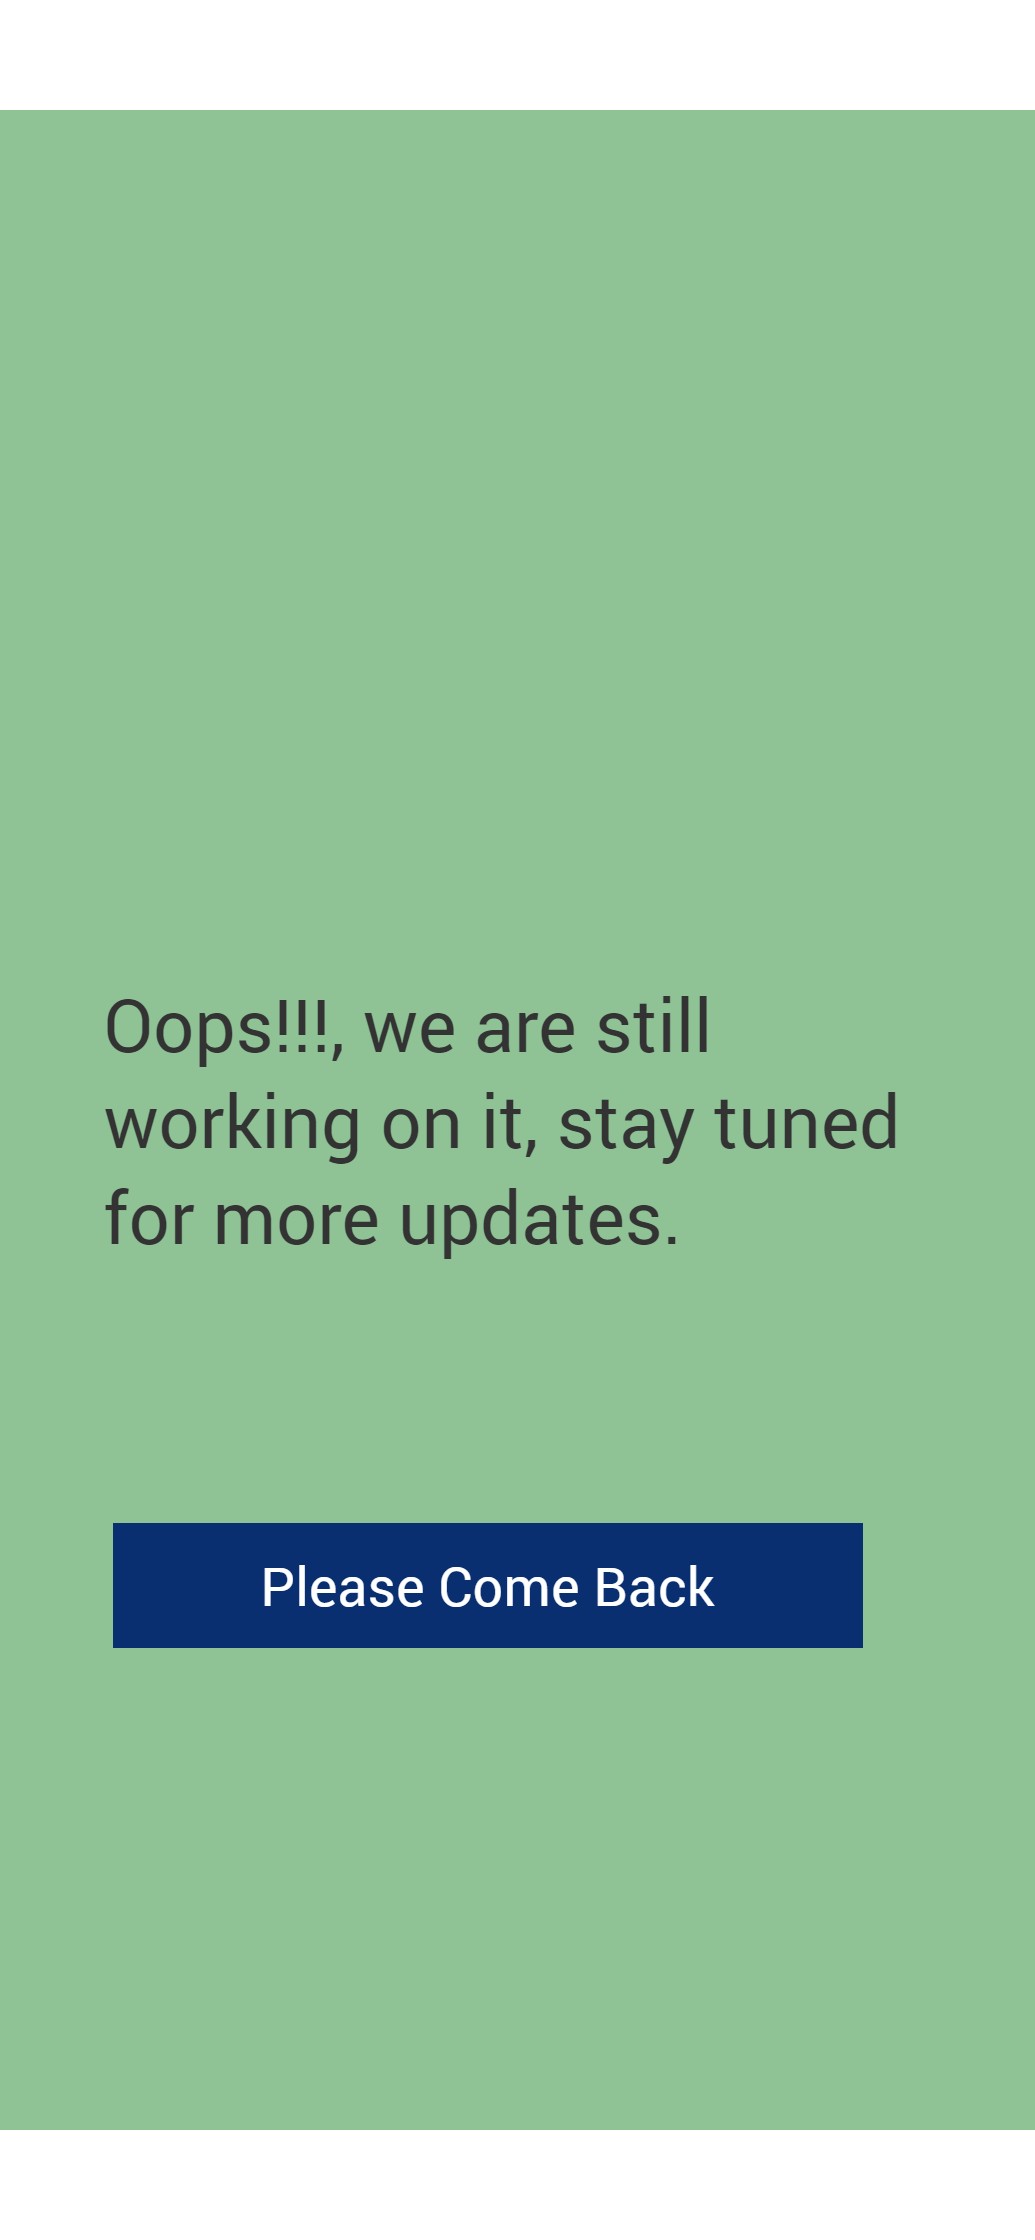 Oops!!!, we are still
working on it, stay tuned
for more updates.
Please Come Back